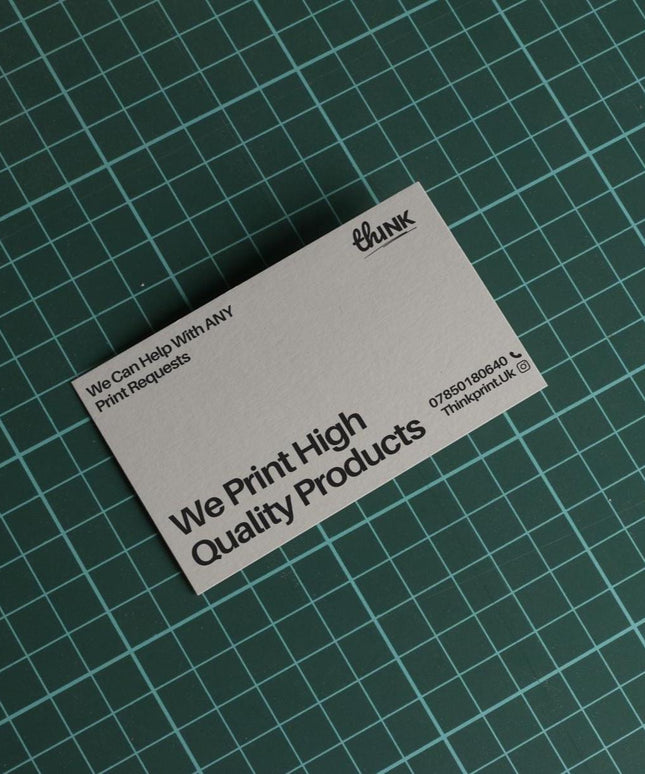 thINK
We Can Help With ANY
Print Requests
We Print High
Quality Products
07850180640
Thinkprint.Uk